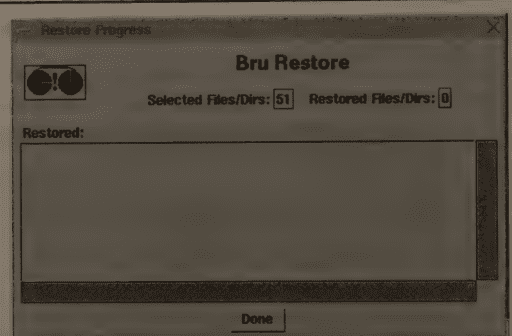 Restore Progress
Bru Restore
Selected Files/Dirs: 51 Restored Files/Dirs: 0
Restored:
Done